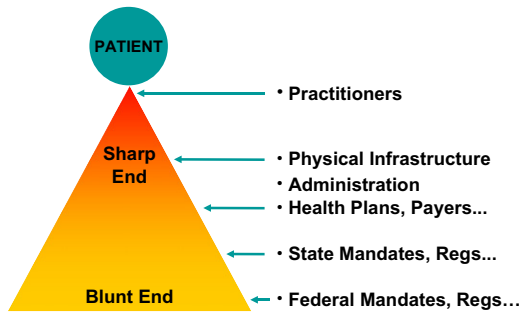 PATIENT
• Practitioners
Sharp
End
• Physical Infrastructure
• Administration
• Health Plans, Payers...
• State Mandates, Regs...
Blunt End
• Federal Mandates, Regs…